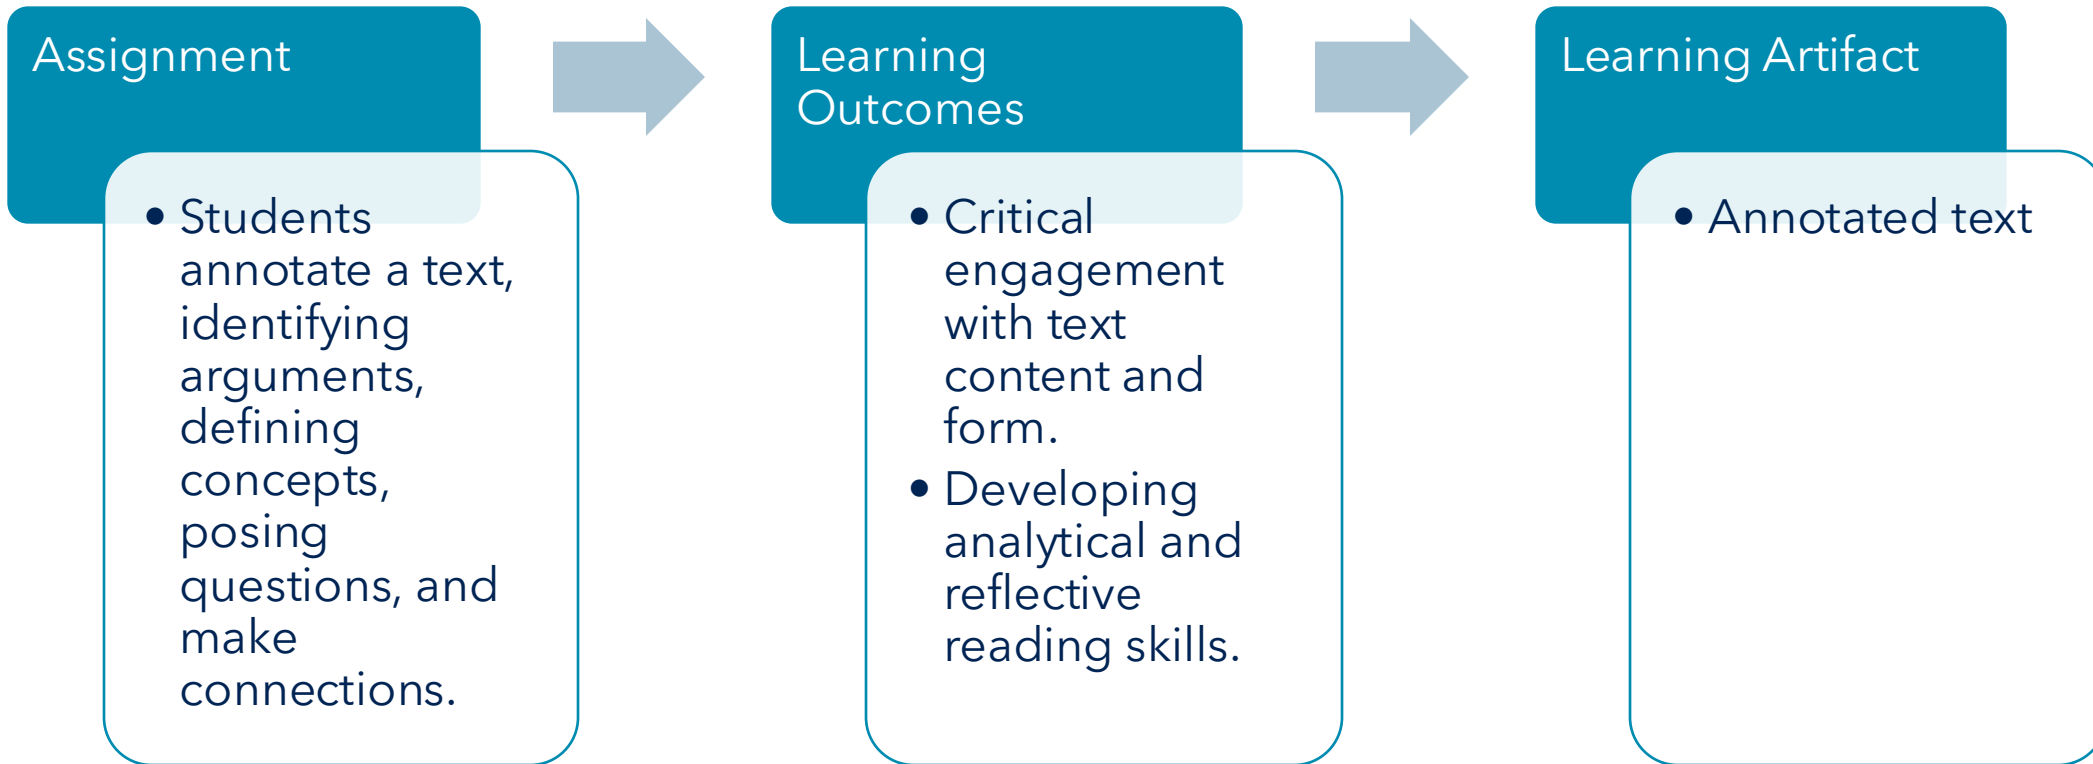 Assignment
• Students
annotate a text,
identifying
arguments,
defining
concepts,
posing
questions, and
make
connections.
Learning
Outcomes
• Critical
engagement
with text
content and
form.
• Developing
analytical and
reflective
reading skills.
Learning Artifact
• Annotated text